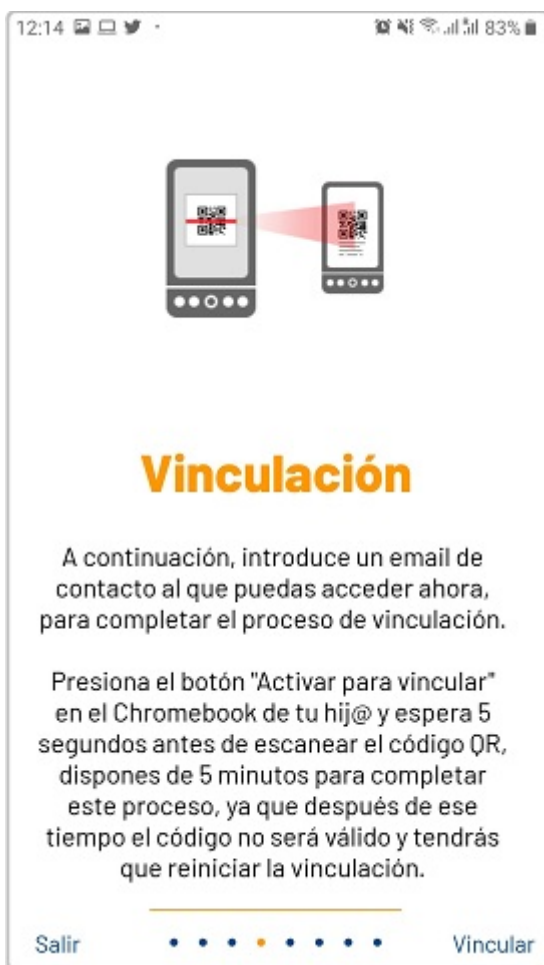 12:14
83%
Vinculación
A continuación, introduce un email de
contacto al que puedas acceder ahora,
para completar el proceso de vinculación.
Presiona el botón "Activar para vincular"
en el Chromebook de tu hij@ y espera 5
segundos antes de escanear el código QR,
dispones de 5 minutos para completar
este proceso, ya que después de ese
tiempo el código no será válido y tendrás
que reiniciar la vinculación.
Salir
Vincular